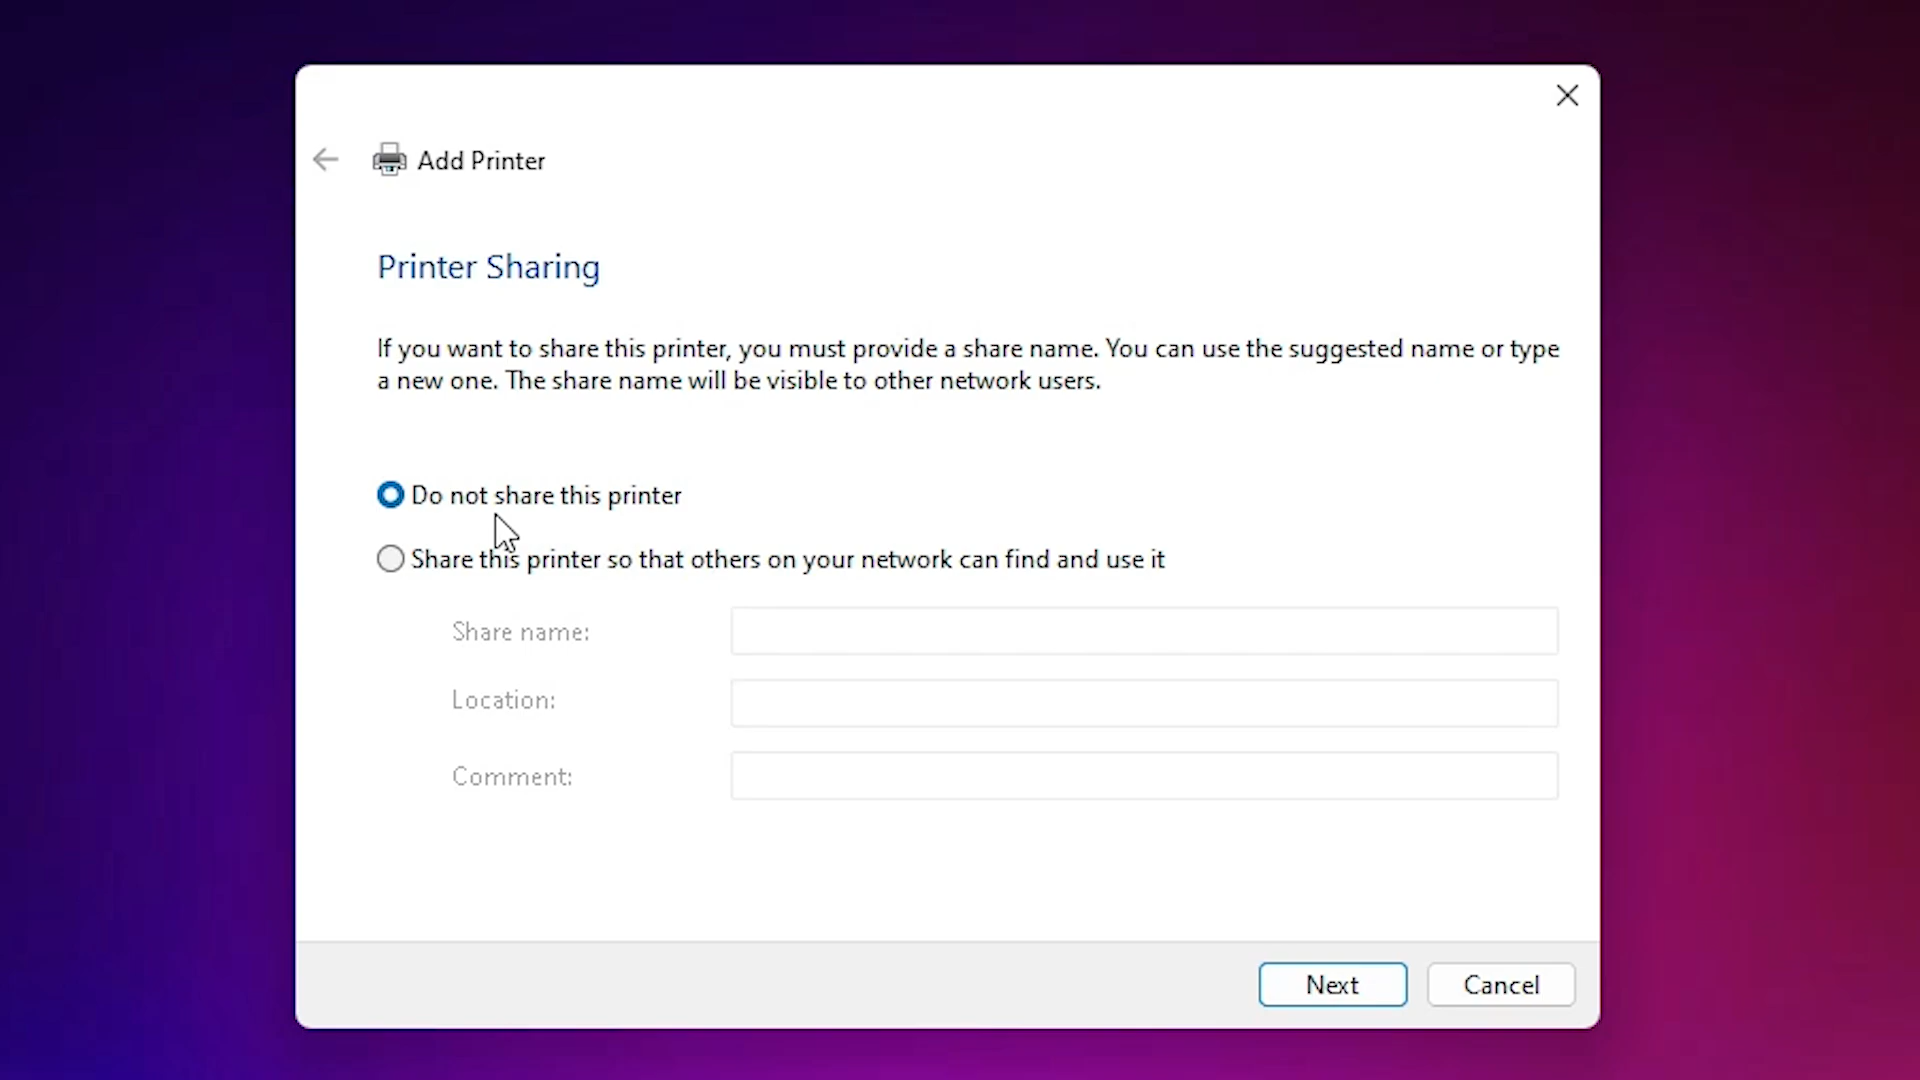 Add Printer
Printer Sharing
If you want to share this printer, you must provide a share name. You can use the suggested name or type
a new one. The share name will be visible to other network users.
Do not share this printer
Share this printer so that others on your network can find and use it
Share name:
Location:
Comment:
Next
Cancel